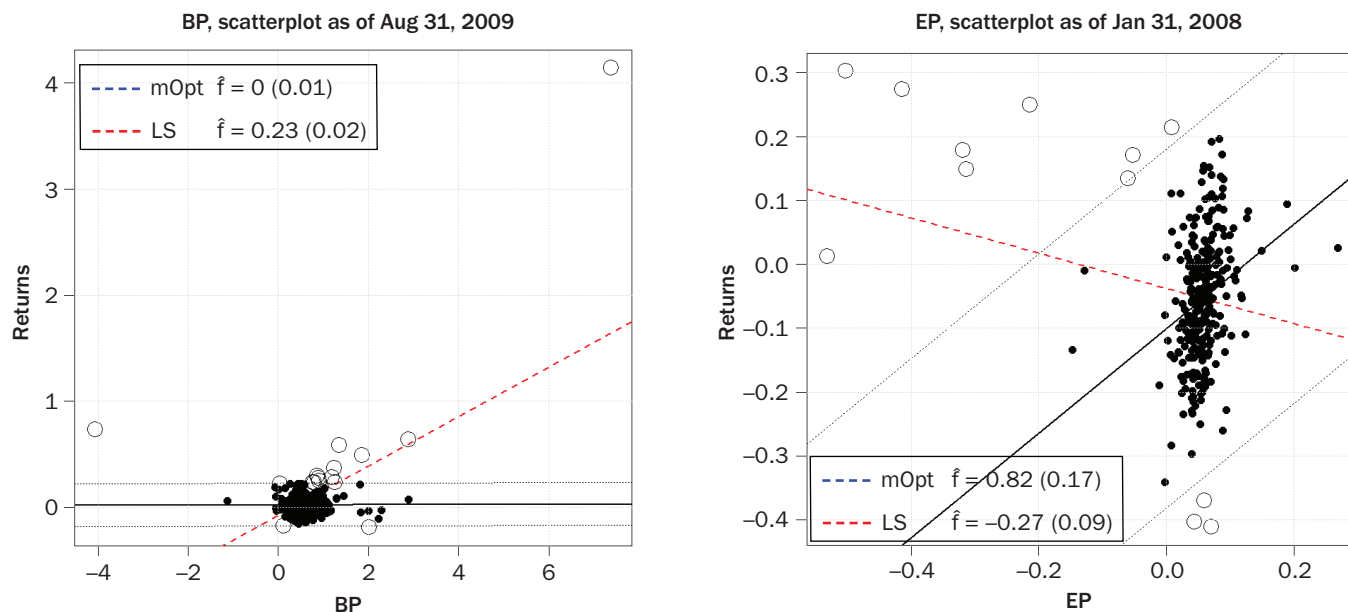 BP, scatterplot as of Aug 31, 2009
mOpt f̂ = 0 (0.01)
LS f̂ = 0.23 (0.02)
Returns
4
3
2
1
0
−4 −2 0 2 4 6
BP
EP, scatterplot as of Jan 31, 2008
Returns
0.3
0.2
0.1
0.0
−0.1
−0.2
−0.3
−0.4
mOpt f̂ = 0.82 (0.17)
LS f̂ = −0.27 (0.09)
−0.4 −0.2 0.0 0.2
EP